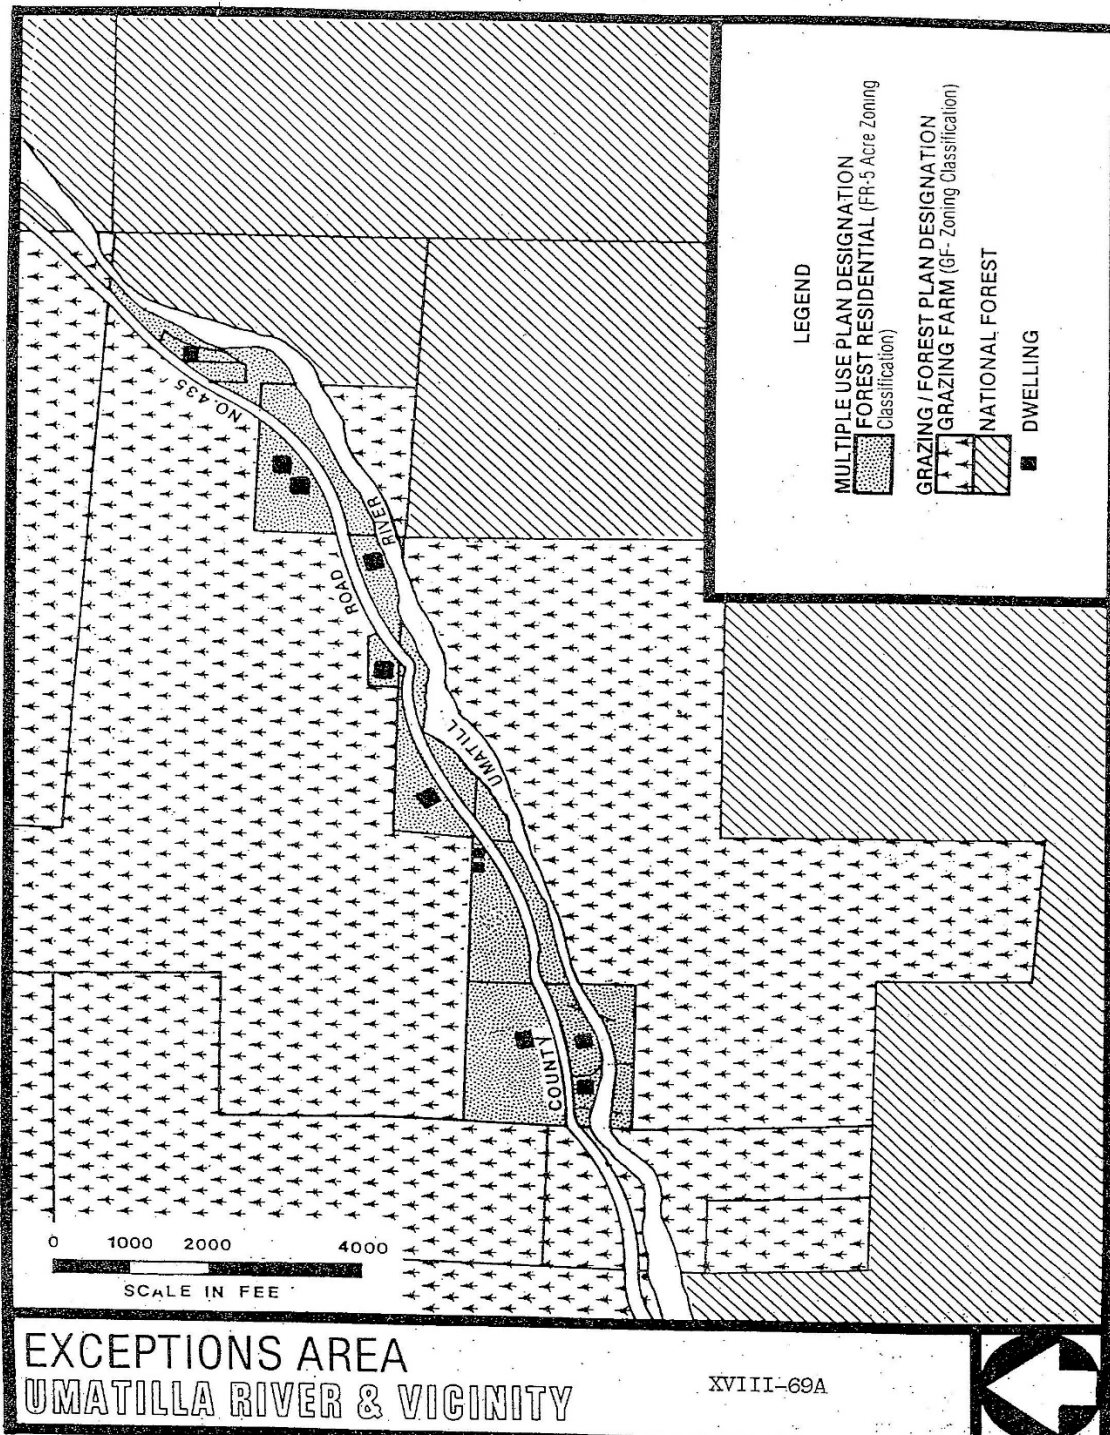 LEGEND
MULTIPLE USE PLAN DESIGNATION
FOREST RESIDENTIAL (FR-5 Acre Zoning
Classification)
GRAZING / FOREST PLAN DESIGNATION
GRAZING FARM (GF- Zoning Classification)
NATIONAL FOREST
DWELLING
NO. 435
ROAD
COUNTY
RIVER
UMATILL
0 1000 2000 4000
SCALE IN FEE
EXCEPTIONS AREA
UMATILLA RIVER & VICINITY
XVIII-69A